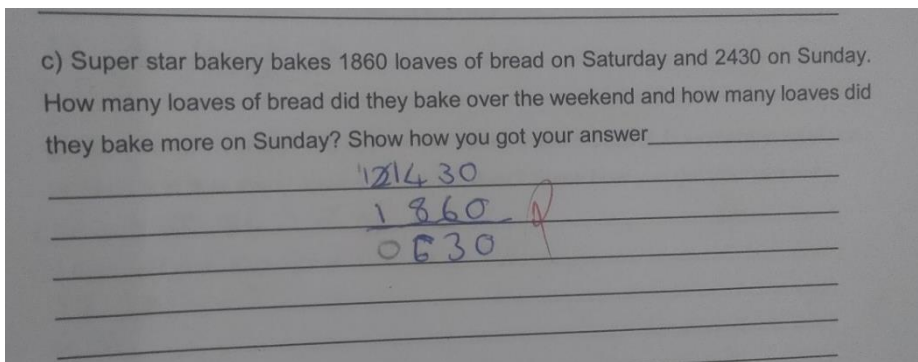 c) Super star bakery bakes 1860 loaves of bread on Saturday and 2430 on Sunday.
How many loaves of bread did they bake over the weekend and how many loaves did
they bake more on Sunday? Show how you got your answer
430
1860
0630